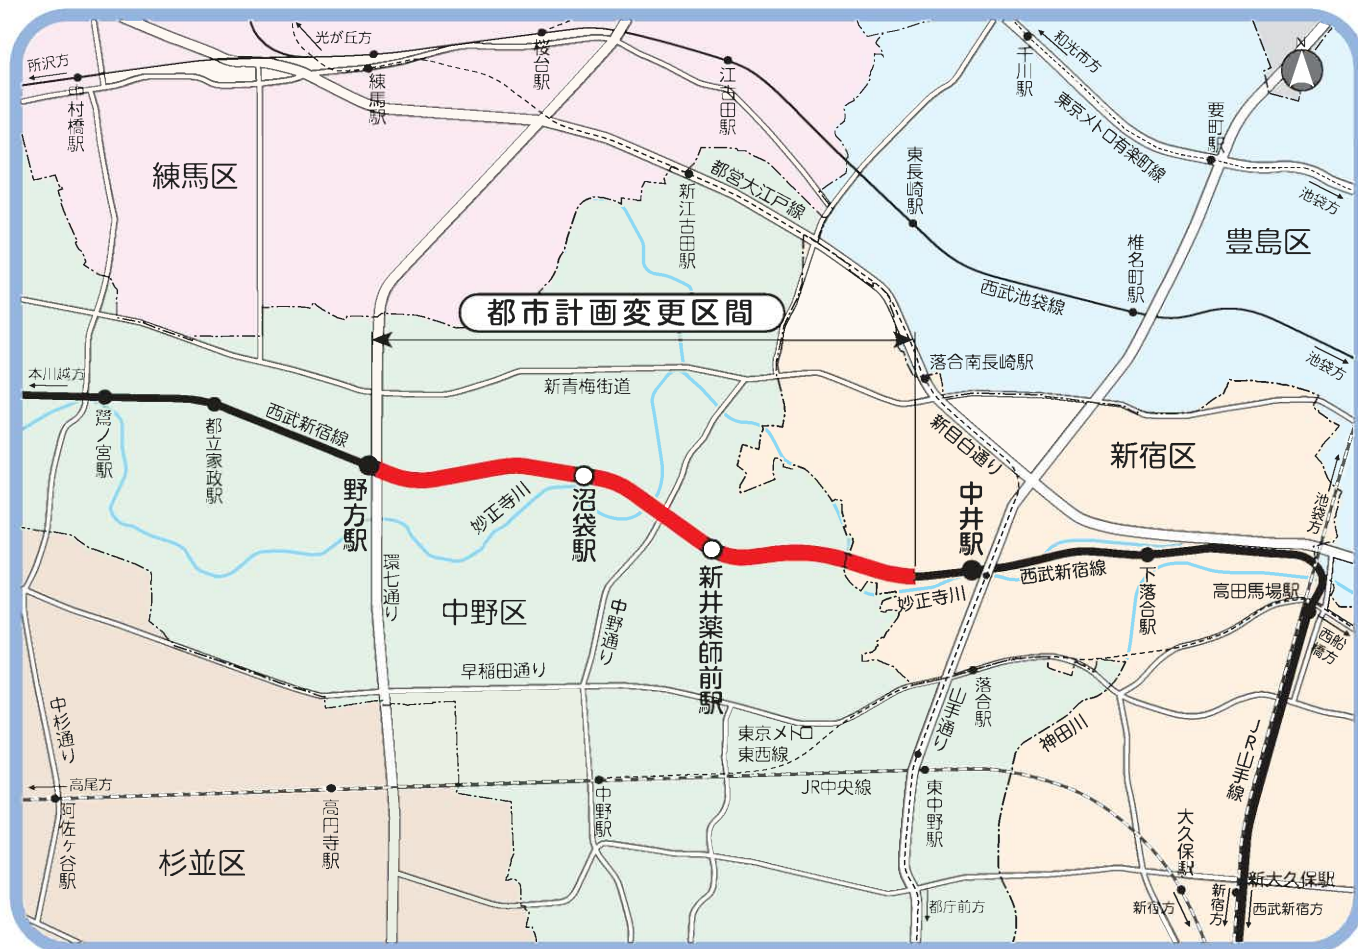 光が丘方
桜台駅
所沢方
中村橋駅
練馬駅
江古田駅
千川駅
和光市方
N
東京メトロ有楽町線
要町駅
池袋方
練馬区
都営大江戸線
新江古田駅
東長崎駅
豊島区
椎名町駅
西武池袋線
都市計画変更区間
池袋方
落合南長崎駅
本川越方
新青梅街道
鷺ノ宮駅
都立家政駅
西武新宿線
新目白通り
新宿区
野方駅
妙正寺川
沼袋駅
中井駅
池袋方
環七通り
新井薬師前駅
妙正寺川
西武新宿線
下落合駅
高田馬場駅
西船橋方
中野区
中野通り
早稲田通り
中杉通り
東京メトロ
東西線
山手通り
落合駅
神田川
JR山手線
高尾方
阿佐ヶ谷駅
高円寺駅
中野駅
JR中央線
東中野駅
大久保駅
杉並区
都庁前方
新宿方
新宿方
新大久保駅
西武新宿方